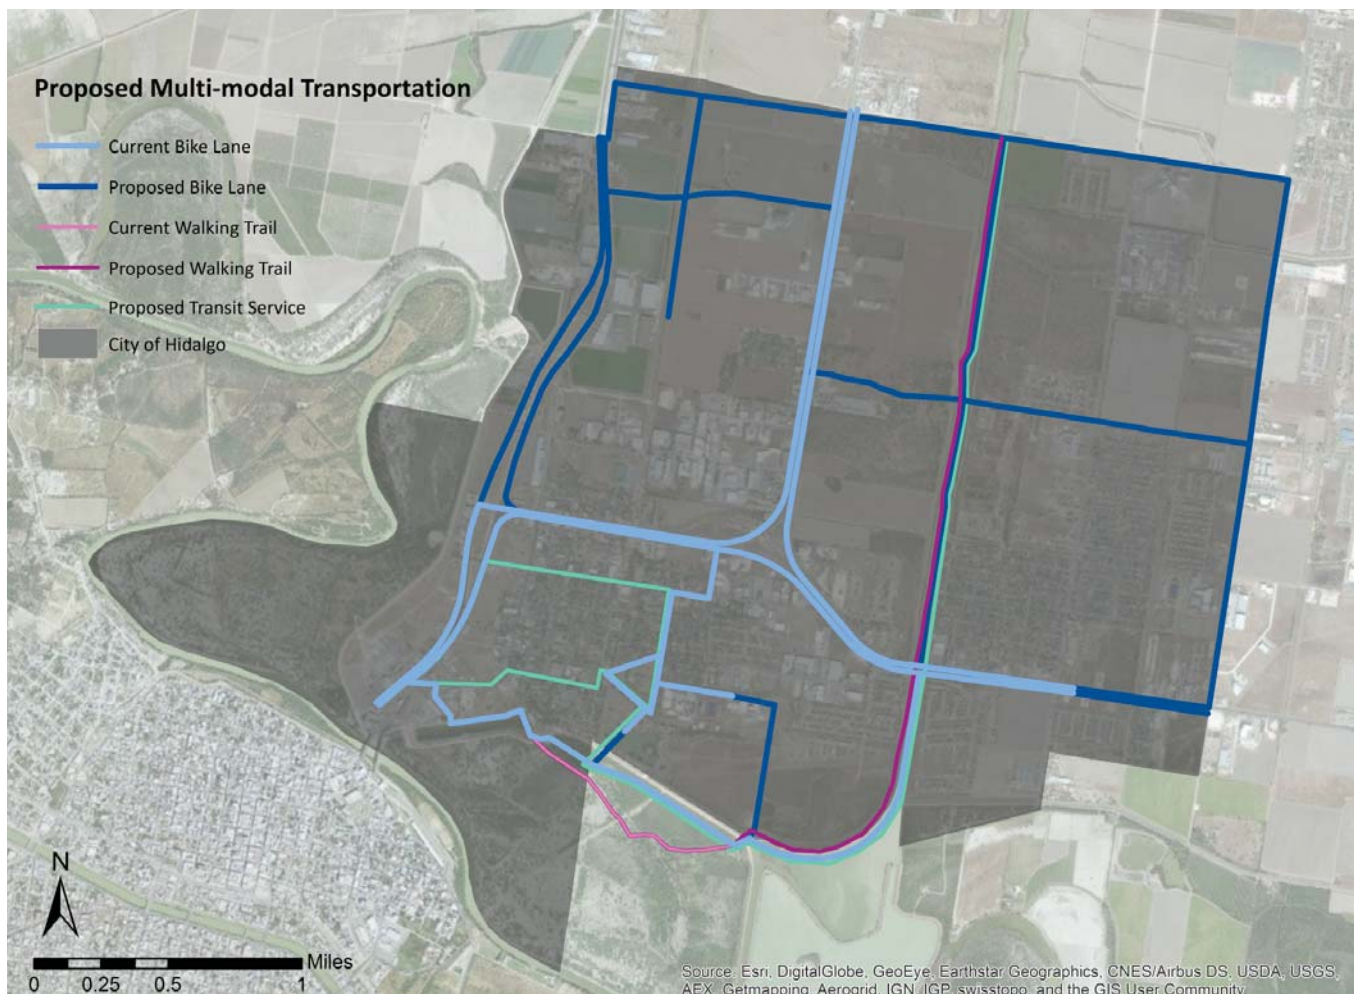 Proposed Multi-modal Transportation
Current Bike Lane
Proposed Bike Lane
Current Walking Trail
Proposed Walking Trail
Proposed Transit Service
City of Hidalgo
N
Miles
0 0.25 0.5 1
Source: Esri, DigitalGlobe, GeoEye, Earthstar Geographics, CNES/Airbus DS, USDA, USGS,
AEX, Getmapping, Aerogrid, IGN, IGP, swisstopo, and the GIS User Community